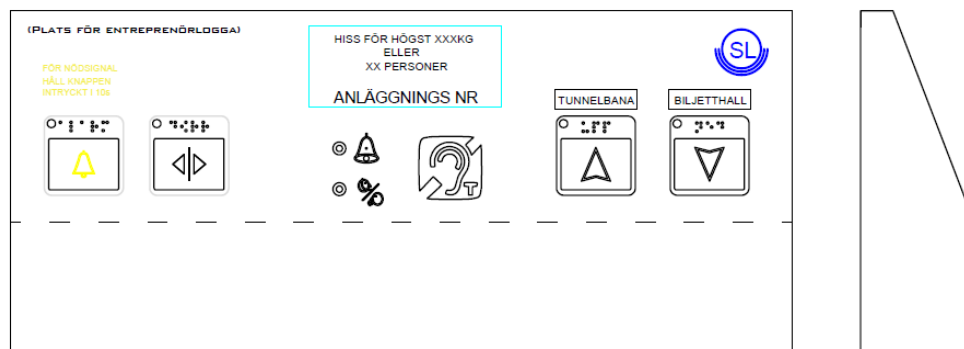 (PLATS FÖR ENTREPRENÖRLOGGA)
FÖR NÖDSIGNAL
HÅLL KNAPPEN
INTRYCKT I 10s
HISS FÖR HÖGST XXXKG
ELLER
XX PERSONER
ANLÄGGNINGS NR
SL
TUNNELBANA
BILJETTHALL
T